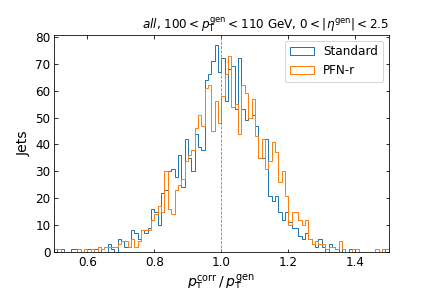 all, 100 < p_T^gen < 110 GeV, 0 < |η^gen| < 2.5
Standard
PFN-r
Jets
80
70
60
50
40
30
20
10
0
0.6 0.8 1.0 1.2 1.4
p_T^corr / p_T^gen